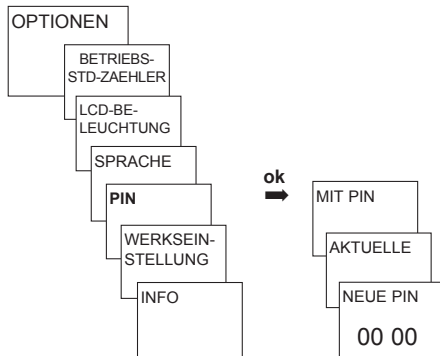 OPTIONEN
BETRIEBS-
STD-ZAEHLER
LCD-BE-
LEUCHTUNG
SPRACHE
PIN
WERKSEIN-
STELLUNG
INFO
ok
MIT PIN
AKTUELLE
NEUE PIN
00 00